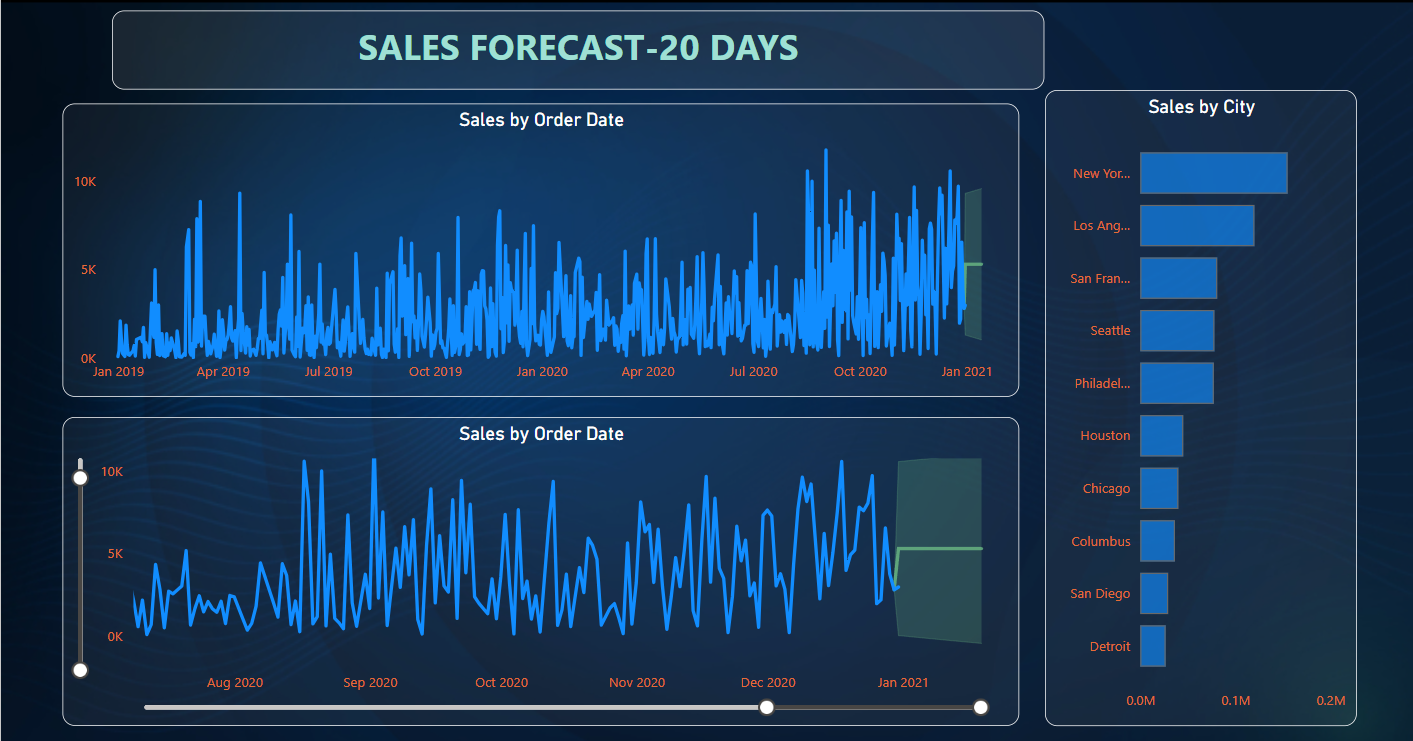 SALES FORECAST-20 DAYS
Sales by Order Date
10K
5K
0K
Jan 2019 Apr 2019 Jul 2019 Oct 2019 Jan 2020 Apr 2020 Jul 2020 Oct 2020 Jan 2021
Sales by Order Date
10K
5K
0K
Aug 2020 Sep 2020 Oct 2020 Nov 2020 Dec 2020 Jan 2021
Sales by City
New Yor...
Los Ang...
San Fran...
Seattle
Philadel...
Houston
Chicago
Columbus
San Diego
Detroit
0.0M 0.1M 0.2M